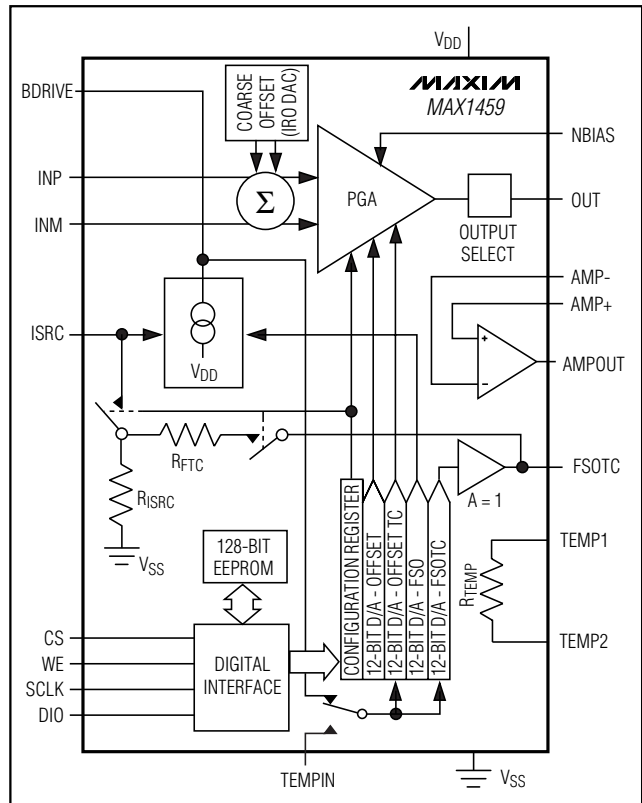 VDD
BDRIVE
COARSE
OFFSET
(IRO DAC)
MAXIM
MAX1459
NBIAS
INP
Σ
PGA
OUT
INM
OUTPUT
SELECT
AMP-
AMP+
ISRC
VDD
+
-
AMPOUT
RFTC
FSOTC
A = 1
RISRC
VSS
128-BIT
EEPROM
CONFIGURATION REGISTER
12-BIT D/A - OFFSET
12-BIT D/A - OFFSET TC
12-BIT D/A - FSO
12-BIT D/A - FSOTC
TEMP1
RTEMP
TEMP2
CS
WE
SCLK
DIO
DIGITAL
INTERFACE
TEMPIN
VSS